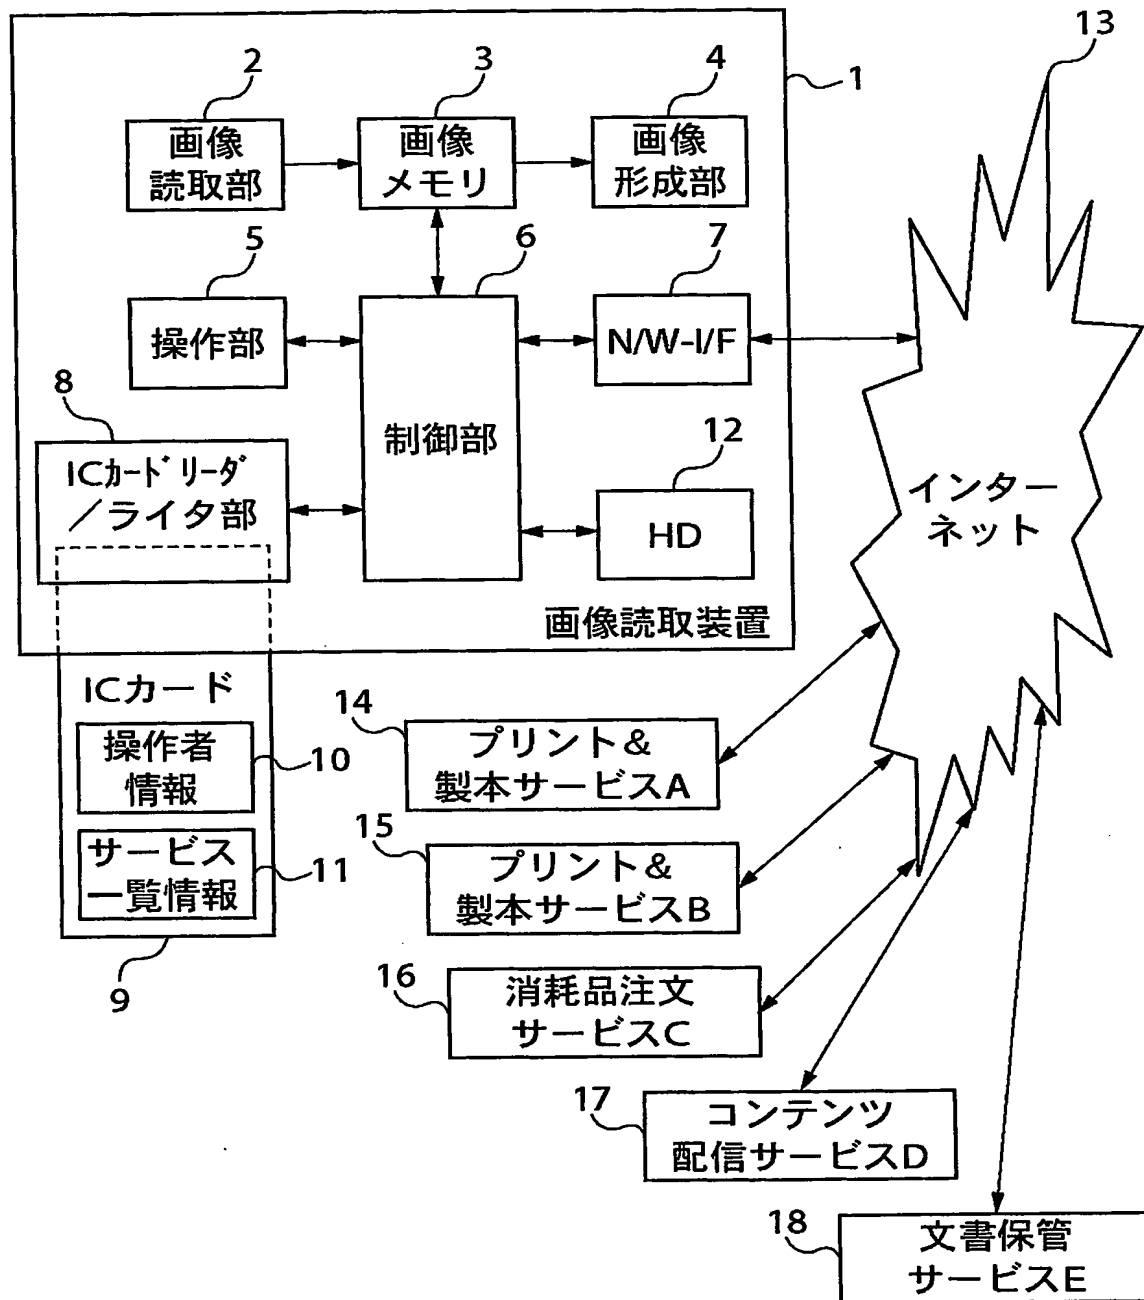 13
2
3
4
1
画像
読取部
画像
メモリ
画像
形成部
5
6
7
操作部
制御部
N/W-I/F
8
ICｶｰﾄﾞﾘｰﾀﾞ
／ライタ部
12
HD
インター
ネット
画像読取装置
ICカード
操作者
情報
10
サービス
一覧情報
11
9
14
プリント＆
製本サービスA
15
プリント＆
製本サービスB
16
消耗品注文
サービスC
17
コンテンツ
配信サービスD
18
文書保管
サービスE